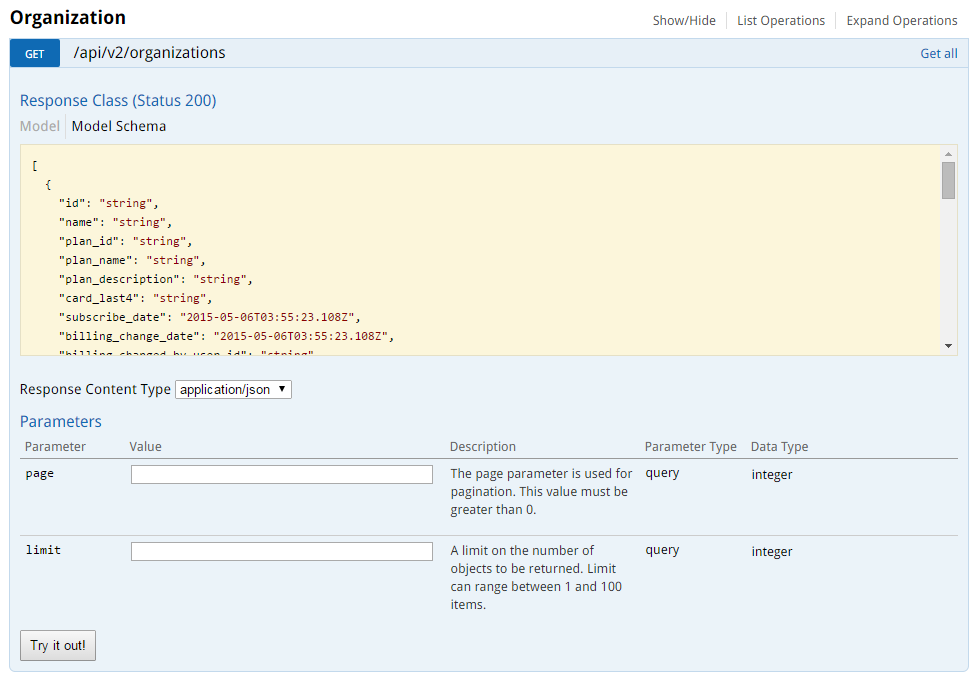 Organization
Show/Hide List Operations Expand Operations
GET /api/v2/organizations Get all
Response Class (Status 200)
Model Model Schema
[
{
"id": "string",
"name": "string",
"plan_id": "string",
"plan_name": "string",
"plan_description": "string",
"card_last4": "string",
"subscribe_date": "2015-05-06T03:55:23.108Z",
"billing_change_date": "2015-05-06T03:55:23.108Z",
"billing_changed_by_user_id": "string"
Response Content Type application/json
Parameters
Parameter Value Description Parameter Type Data Type
page The page parameter is used for query integer
pagination. This value must be
greater than 0.
limit A limit on the number of query integer
objects to be returned. Limit
can range between 1 and 100
items.
Try it out!